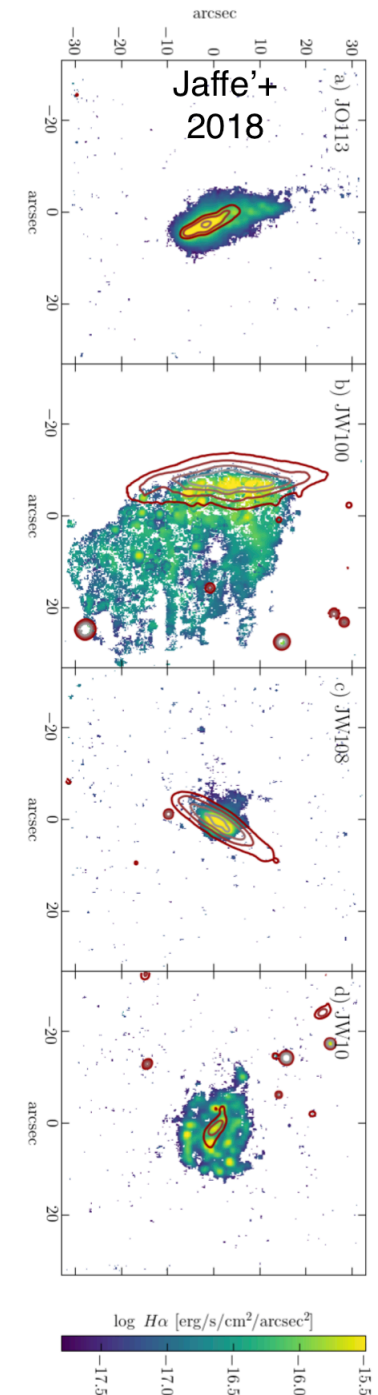 arcsec
−30 −20 −10 0 10 20 30
Jaffe’+
2018
a) JO113
−20 0 20
arcsec
b) JW100
−20 0 20
arcsec
c) JW108
−20 0 20
arcsec
d) JW10
−20 0 20
arcsec
log Hα [erg/s/cm²/arcsec²]
−17.5 −17.0 −16.5 −16.0 −15.5